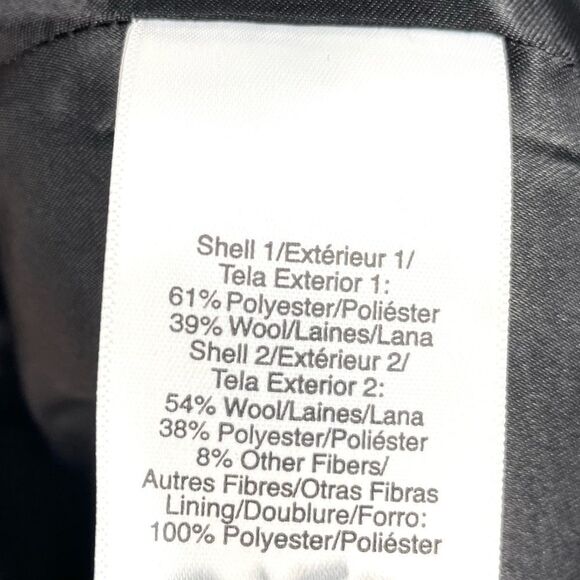 Shell 1/Extérieur 1/
Tela Exterior 1:
61% Polyester/Poliéster
39% Wool/Laines/Lana
Shell 2/Extérieur 2/
Tela Exterior 2:
54% Wool/Laines/Lana
38% Polyester/Poliéster
8% Other Fibers/
Autres Fibres/Otras Fibras
Lining/Doublure/Forro:
100% Polyester/Poliéster